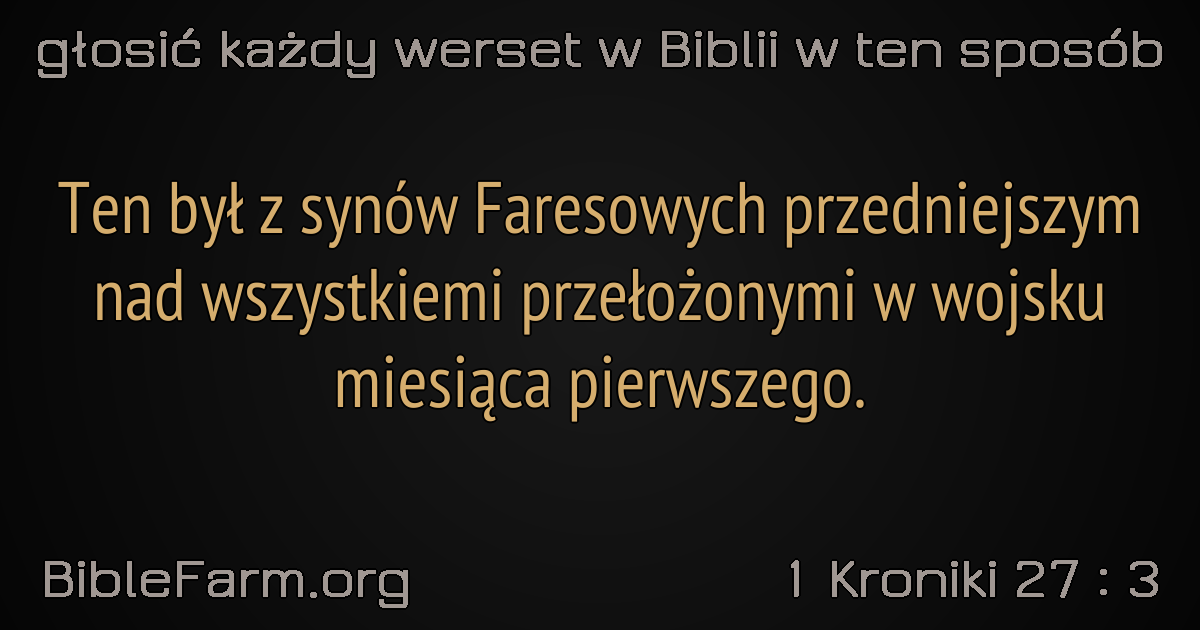 głosić każdy werset w Biblii w ten sposób
Ten był z synów Faresowych przedniejszym
nad wszystkiemi przełożonymi w wojsku
miesiąca pierwszego.
BibleFarm.org
1 Kroniki 27 : 3